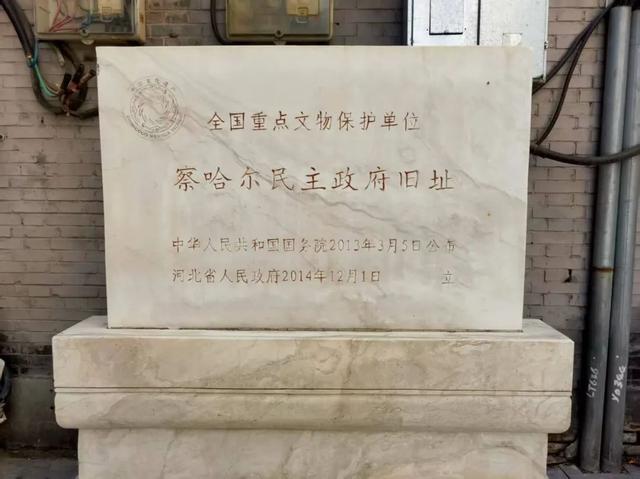 全国重点文物保护单位
察哈尔民主政府旧址
中华人民共和国国务院2013年3月5日公布
河北省人民政府2014年12月1日 立